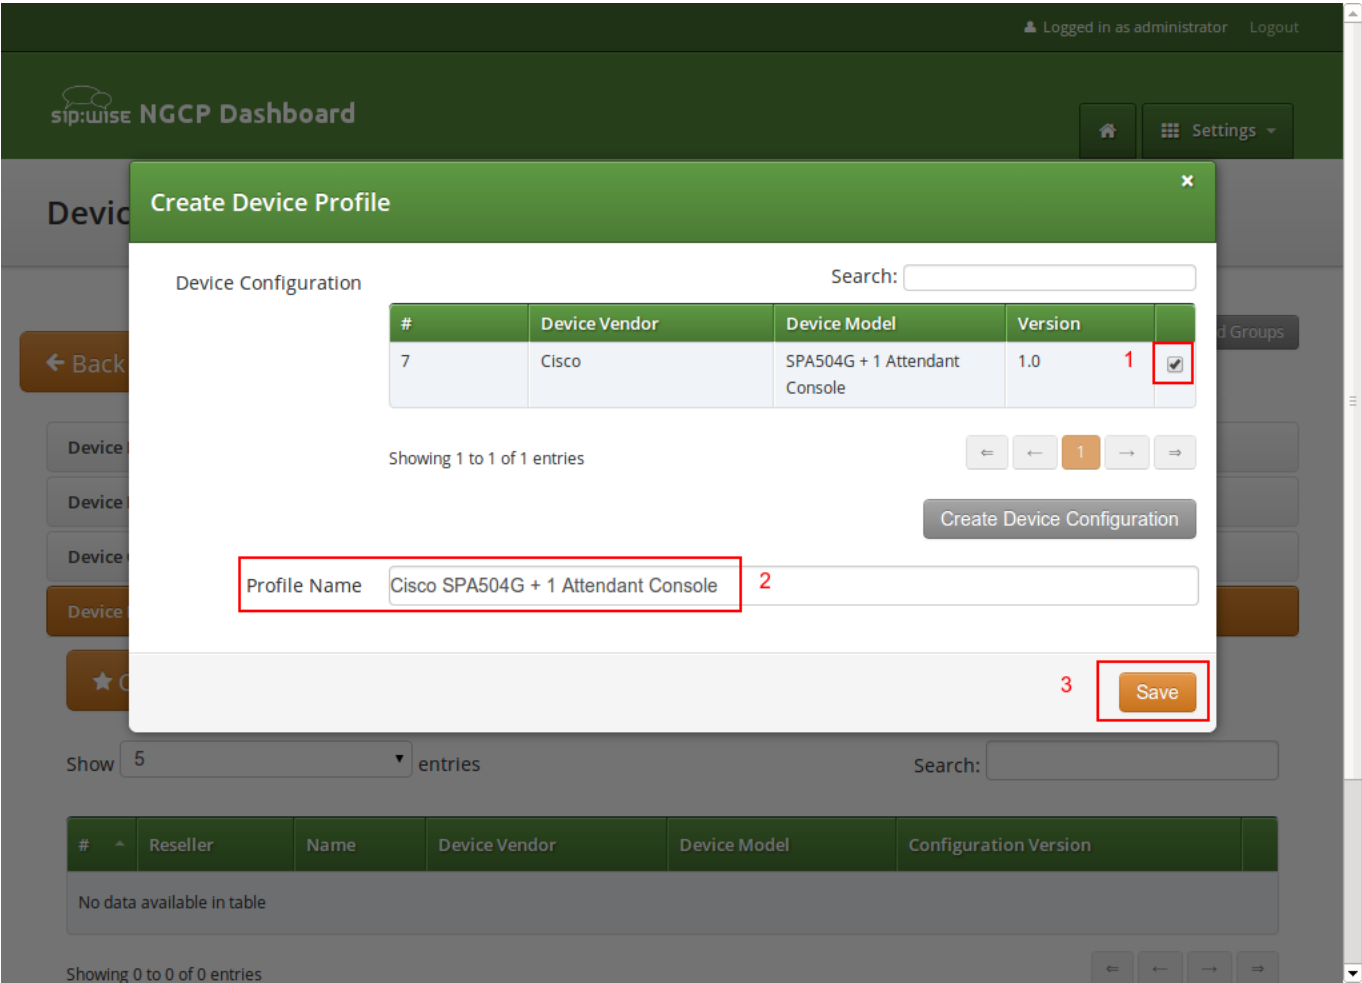 Logged in as administrator Logout
sip:wise NGCP Dashboard
Settings
Devic
Create Device Profile
×
Device Configuration
Search:
# Device Vendor Device Model Version
7 Cisco SPA504G + 1 Attendant Console 1.0 1
d Groups
← Back
Showing 1 to 1 of 1 entries
⇐ ← 1 → ⇒
Device
Device
Create Device Configuration
Device
Profile Name Cisco SPA504G + 1 Attendant Console 2
Device
3 Save
Show 5 entries
Search:
# Reseller Name Device Vendor Device Model Configuration Version
No data available in table
Showing 0 to 0 of 0 entries
⇐ ← → ⇒